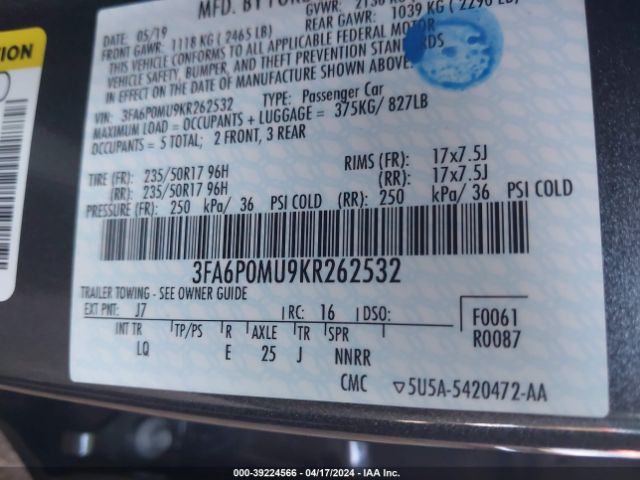 MFD. BY FORD
DATE: 05/19 GVWR:
FRONT GAWR: 1118 KG ( 2465 LB) REAR GAWR: 1039 KG ( 2290 LB)
THIS VEHICLE CONFORMS TO ALL APPLICABLE FEDERAL MOTOR
VEHICLE SAFETY, BUMPER, AND THEFT PREVENTION STANDARDS
IN EFFECT ON THE DATE OF MANUFACTURE SHOWN ABOVE.
VIN: 3FA6P0MU9KR262532 TYPE: Passenger Car
MAXIMUM LOAD = OCCUPANTS + LUGGAGE = 375KG/ 827LB
OCCUPANTS = 5 TOTAL; 2 FRONT, 3 REAR
TIRE (FR): 235/50R17 96H RIMS (FR): 17x7.5J
(RR): 235/50R17 96H (RR): 17x7.5J
PRESSURE (FR): 250 kPa/ 36 PSI COLD (RR): 250 kPa/ 36 PSI COLD
3FA6P0MU9KR262532
TRAILER TOWING - SEE OWNER GUIDE
EXT PNT: J7 RC: 16 DSO: F0061
INT TR TP/PS R AXLE TR SPR R0087
LQ E 25 J NNRR
CMC ▽5U5A-5420472-AA
000-39224566 - 04/17/2024 - IAA Inc.